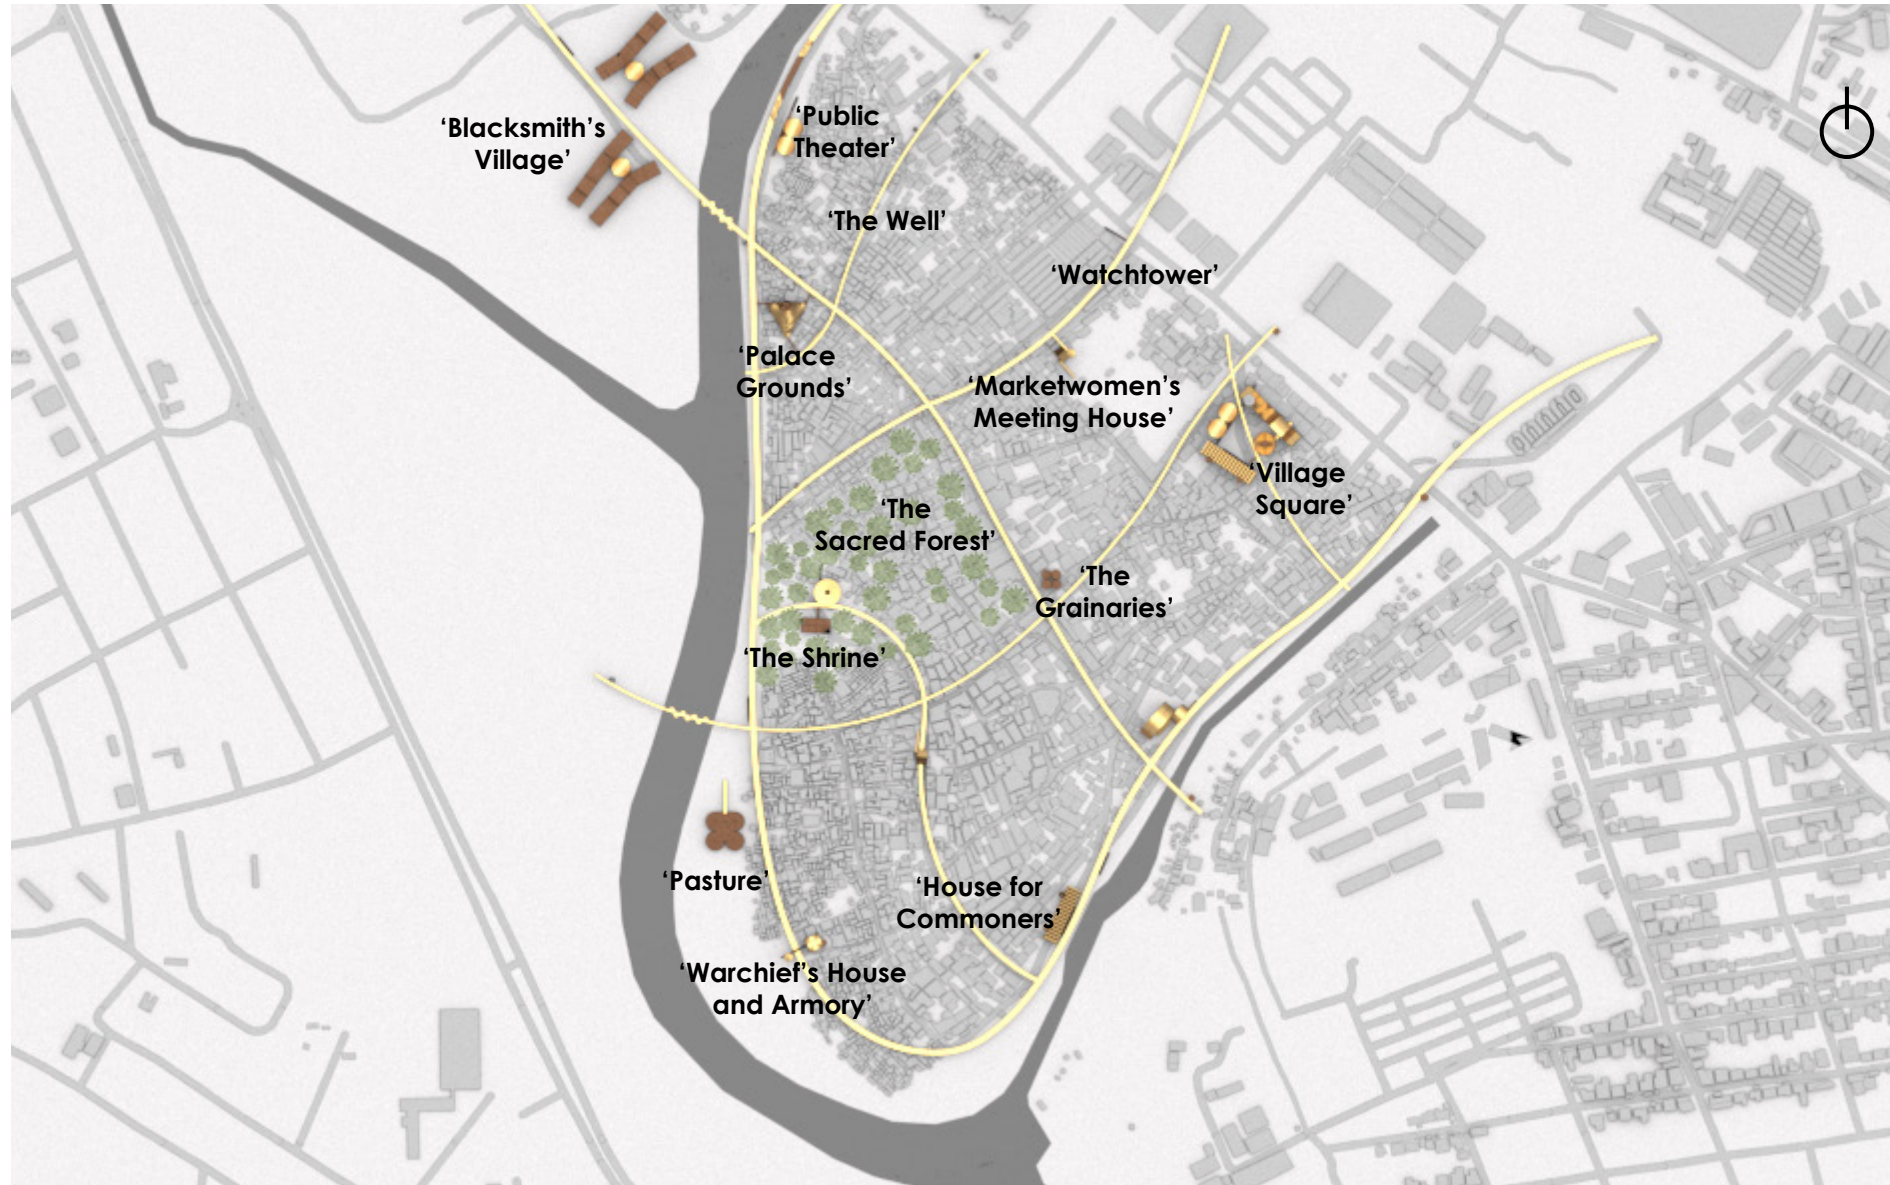 ‘Blacksmith’s
Village’
‘Public
Theater’
‘The Well’
‘Watchtower’
‘Palace
Grounds’
‘Marketwomen’s
Meeting House’
‘Village
Square’
‘The
Sacred Forest’
‘The
Grainaries’
‘The Shrine’
‘Pasture’
‘House for
Commoners’
‘Warchief’s House
and Armory’